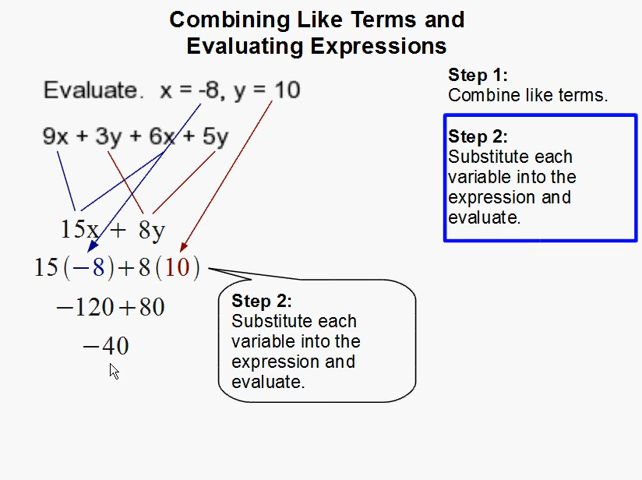 Combining Like Terms and
Evaluating Expressions
Evaluate.  x = -8, y = 10
9x + 3y + 6x + 5y
15x + 8y
15(−8)+8(10)
−120+80
−40
Step 2:
Substitute each
variable into the
expression and
evaluate.
Step 1:
Combine like terms.
Step 2:
Substitute each
variable into the
expression and
evaluate.